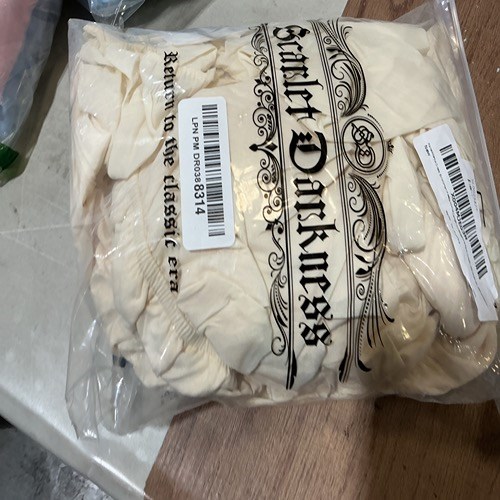 Scarlet Darkness
Return to the classic era
LPN PM DR0388314